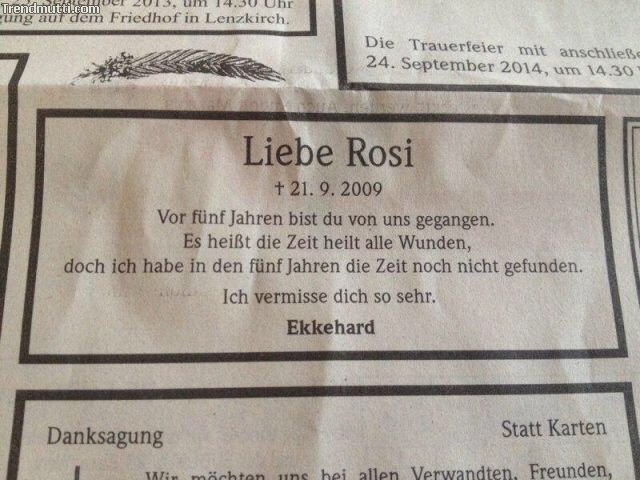 Trendmutti.com
September 2013, um 14.30 Uhr
auf dem Friedhof in Lenzkirch.
Die Trauerfeier mit
24. September 2014, um 14.30
Liebe Rosi
† 21. 9. 2009
Vor fünf Jahren bist du von uns gegangen.
Es heißt die Zeit heilt alle Wunden,
doch ich habe in den fünf Jahren die Zeit noch nicht gefunden.
Ich vermisse dich so sehr.
Ekkehard
Danksagung
Statt Karten
Wir möchten uns bei allen Verwandten, Freunden,